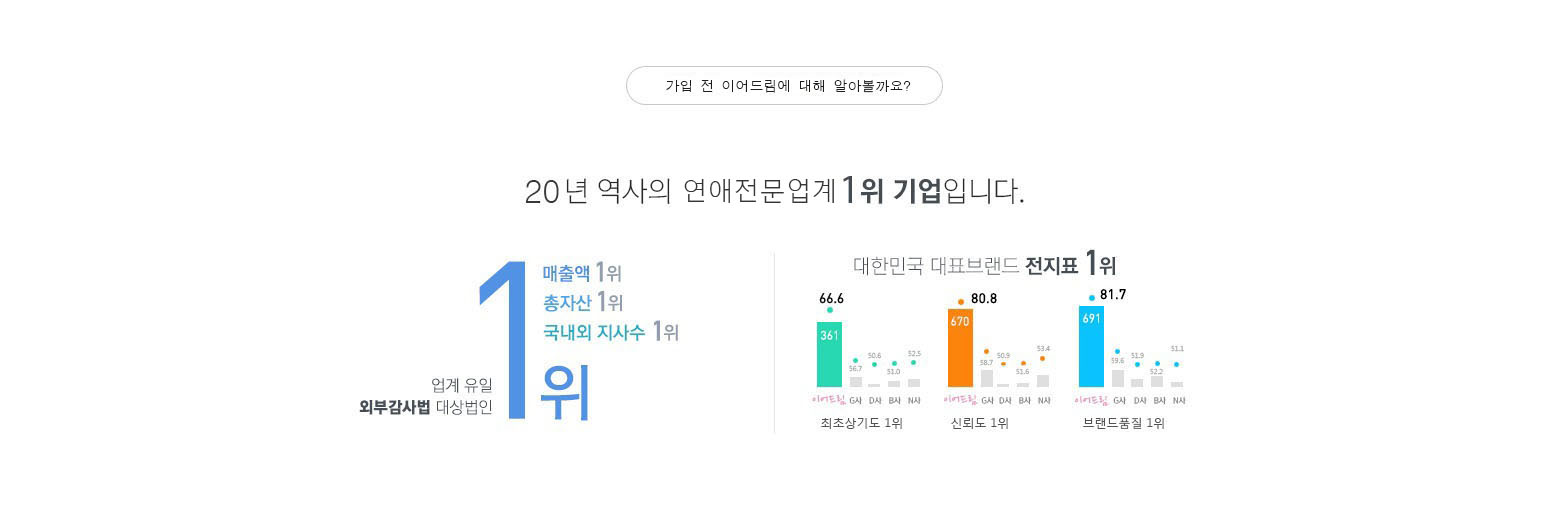 가입 전 이어드림에 대해 알아볼까요?
20년 역사의 연애전문업계 1위 기업입니다.
1위
매출액 1위
총자산 1위
국내외 지사수 1위
업계 유일
외부감사법 대상법인
대한민국 대표브랜드 전지표 1위
66.6
361
56.7 50.6 51.0 52.5
이어드림 G사 D사 B사 N사
최초상기도 1위
80.8
670
58.7 50.9 51.6 53.4
이어드림 G사 D사 B사 N사
신뢰도 1위
81.7
691
59.6 51.9 52.2 51.1
이어드림 G사 D사 B사 N사
브랜드품질 1위